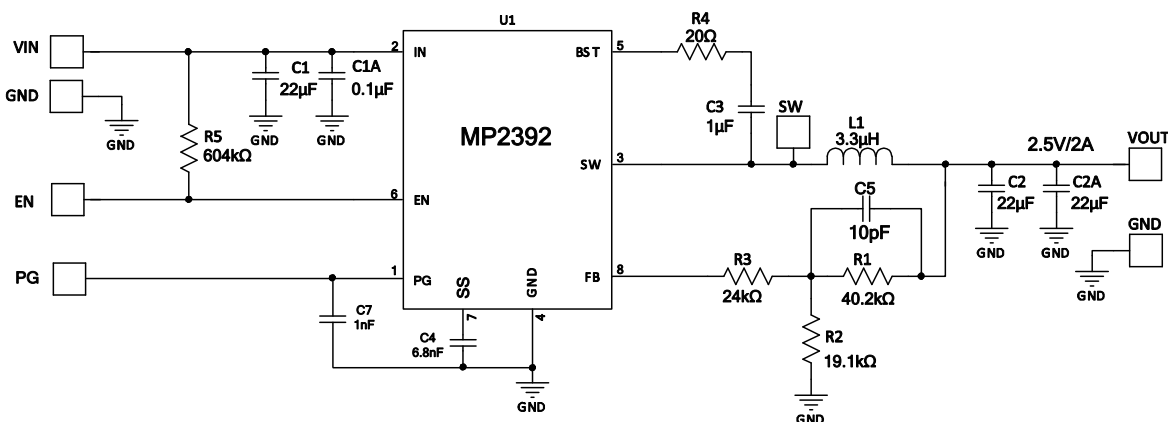 U1
R4
20Ω
VIN
2
IN
BST
5
C1
22µF
C1A
0.1µF
GND
GND
GND
GND
R5
604kΩ
C3
1µF
SW
L1
3.3µH
MP2392
SW
3
2.5V/2A
VOUT
EN
6
EN
C5
10pF
C2
22µF
C2A
22µF
GND
GND
GND
GND
PG
1
PG
FB
8
R3
24kΩ
R1
40.2kΩ
SS
7
GND
4
C7
1nF
C4
6.8nF
R2
19.1kΩ
GND
GND